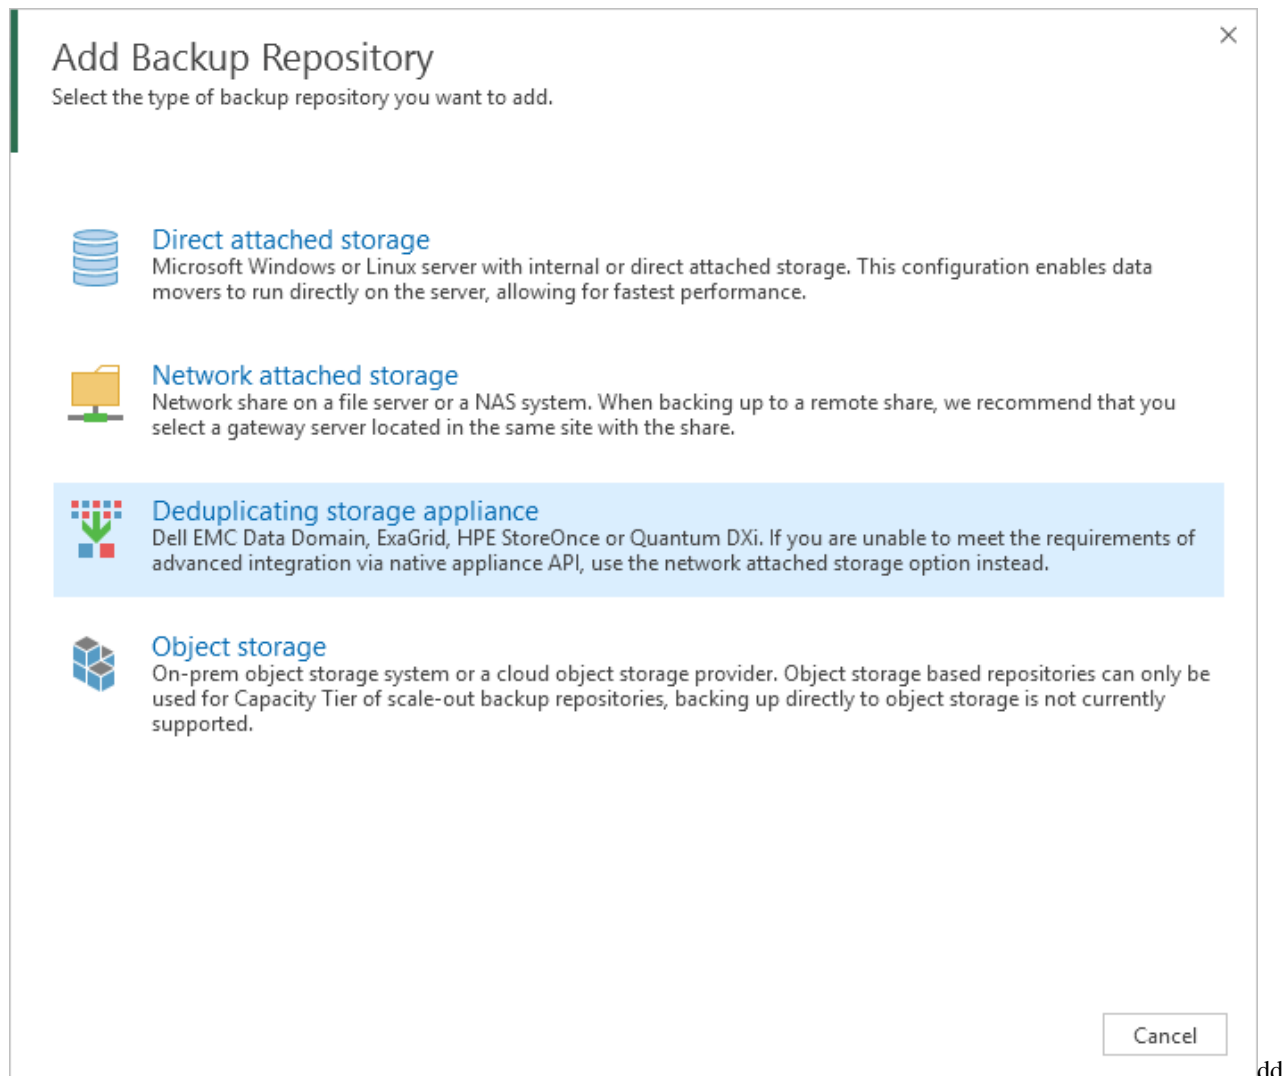 Add Backup Repository
Select the type of backup repository you want to add.
Direct attached storage
Microsoft Windows or Linux server with internal or direct attached storage. This configuration enables data
movers to run directly on the server, allowing for fastest performance.
Network attached storage
Network share on a file server or a NAS system. When backing up to a remote share, we recommend that you
select a gateway server located in the same site with the share.
Deduplicating storage appliance
Dell EMC Data Domain, ExaGrid, HPE StoreOnce or Quantum DXi. If you are unable to meet the requirements of
advanced integration via native appliance API, use the network attached storage option instead.
Object storage
On-prem object storage system or a cloud object storage provider. Object storage based repositories can only be
used for Capacity Tier of scale-out backup repositories, backing up directly to object storage is not currently
supported.
Cancel
dd